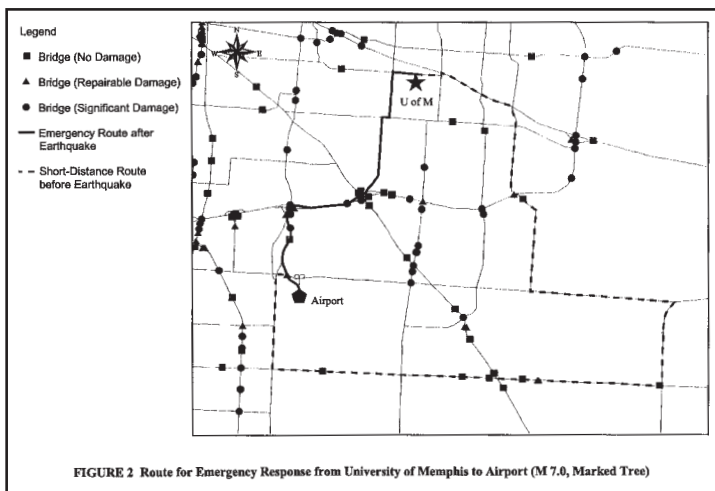 Legend
Bridge (No Damage)
Bridge (Repairable Damage)
Bridge (Significant Damage)
Emergency Route after
Earthquake
Short-Distance Route
before Earthquake
N
W E
S
U of M
Airport
FIGURE 2 Route for Emergency Response from University of Memphis to Airport (M 7.0, Marked Tree)